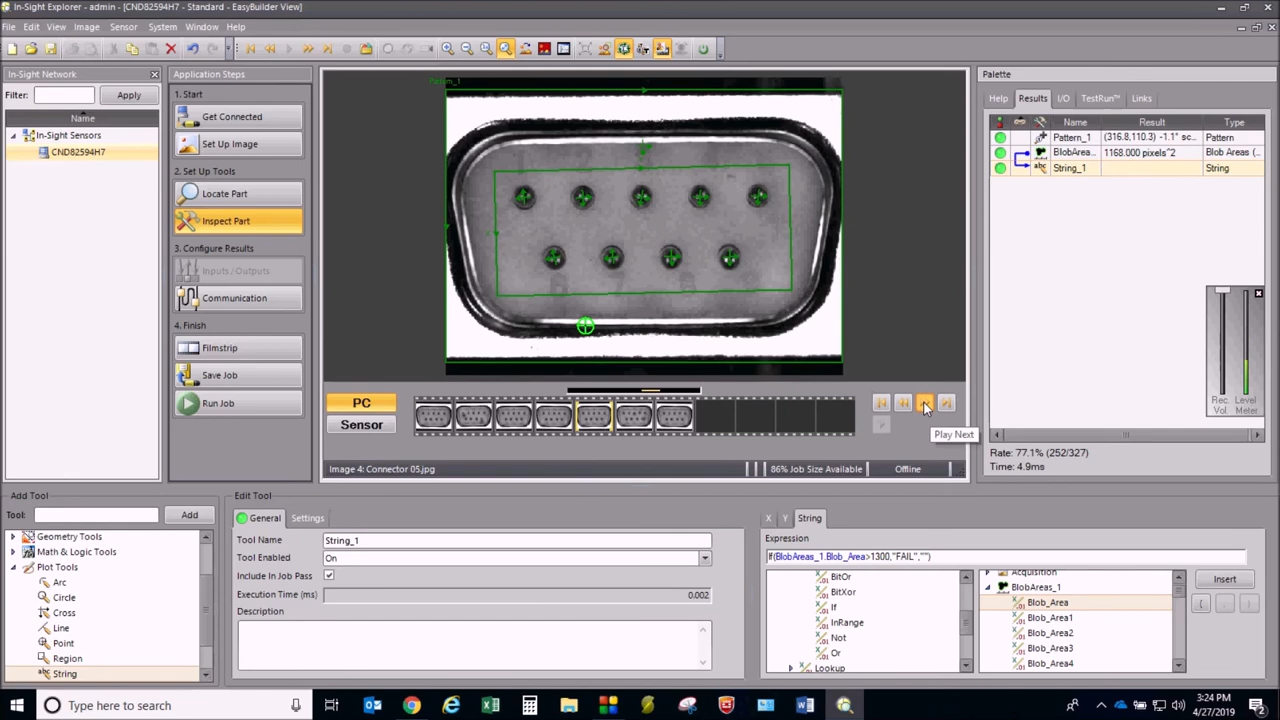 In-Sight Explorer - admin - [CND82594H7 - Standard - EasyBuilder View]
File Edit View Image Sensor System Window Help
In-Sight Network
Filter: Apply
Name
In-Sight Sensors
CND82594H7
Application Steps
1. Start
Get Connected
Set Up Image
2. Set Up Tools
Locate Part
Inspect Part
3. Configure Results
Inputs / Outputs
Communication
4. Finish
Filmstrip
Save Job
Run Job
Pattern_1
PC
Sensor
Play Next
Image 4: Connector 05.jpg
86% Job Size Available Offline
Palette
Help Results I/O TestRun™ Links
Name Result Type
Pattern_1 (316.8,110.3) -1.1° sc... Pattern
BlobArea... 1168.000 pixels^2 Blob Areas (...
String_1 String
Rec. Vol. Level Meter
Rate: 77.1% (252/327)
Time: 4.9ms
Add Tool
Tool: Add
Geometry Tools
Math & Logic Tools
Plot Tools
Arc
Circle
Cross
Line
Point
Region
abc String
Edit Tool
General Settings
Tool Name String_1
Tool Enabled On
Include In Job Pass
Execution Time (ms) 0.002
Description
X Y String
Expression
If(BlobAreas_1.Blob_Area>1300,"FAIL","")
BitOr
BitXor
If
InRange
Not
Or
Lookup
Acquisition
BlobAreas_1
Blob_Area
Blob_Area1
Blob_Area2
Blob_Area3
Blob_Area4
Insert
( , )
Type here to search
3:24 PM
4/27/2019